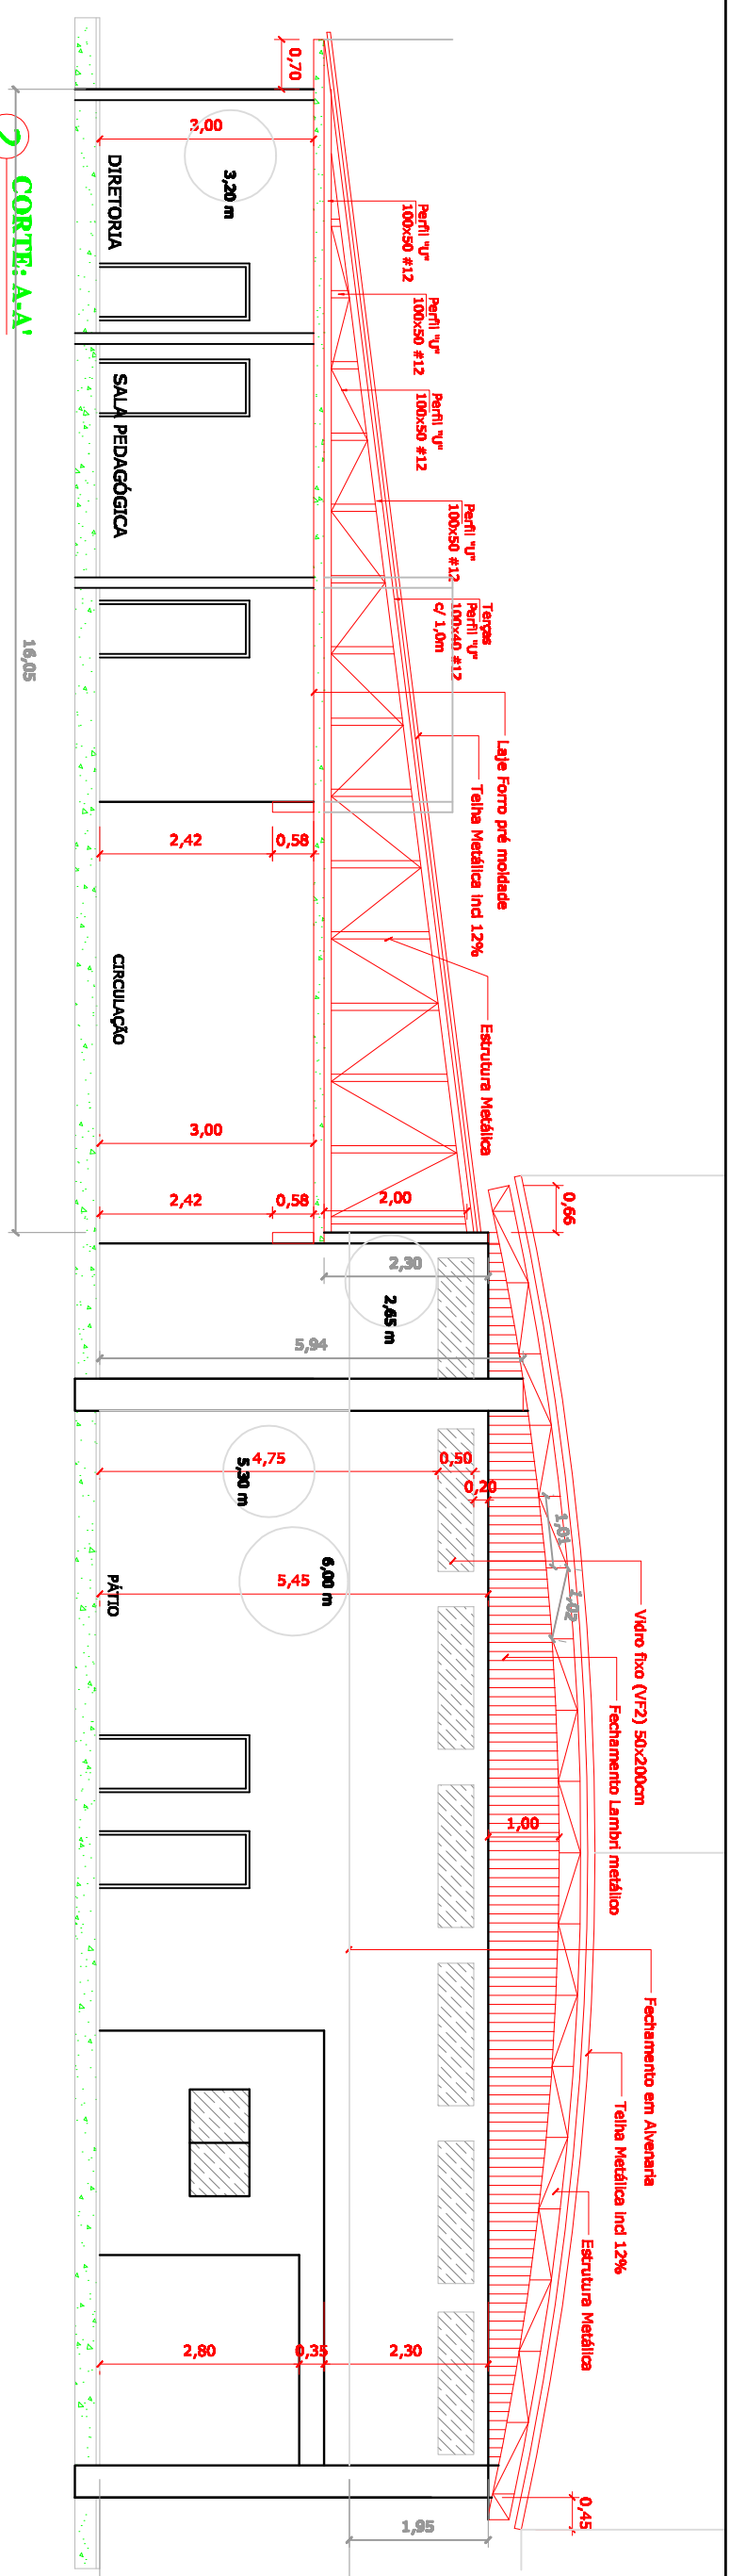 0,70
3,00
3,20 m
DIRETORIA
2
CORTE: A-A'
Perfil "U"
100x50 #12
Perfil "U"
100x50 #12
Perfil "U"
100x50 #12
Perfil "U"
100x50 #12
Terças
Perfil "U"
100x40 #12
c/ 1,0m
SALA PEDAGÓGICA
16,05
Laje Forro pré moldade
Telha Metálica incl 12%
Estrutura Metálica
2,42
0,58
CIRCULAÇÃO
3,00
2,42
0,58
2,00
0,66
2,30
2,65 m
5,94
4,75
0,50
0,20
5,30 m
5,45
6,00 m
PÁTIO
1,01
1,02
Vidro fixo (VF2) 50x200cm
Fechamento Lambri metálico
1,00
Fechamento em Alvenaria
Telha Metálica incl 12%
Estrutura Metálica
2,80
0,35
2,30
0,45
1,95